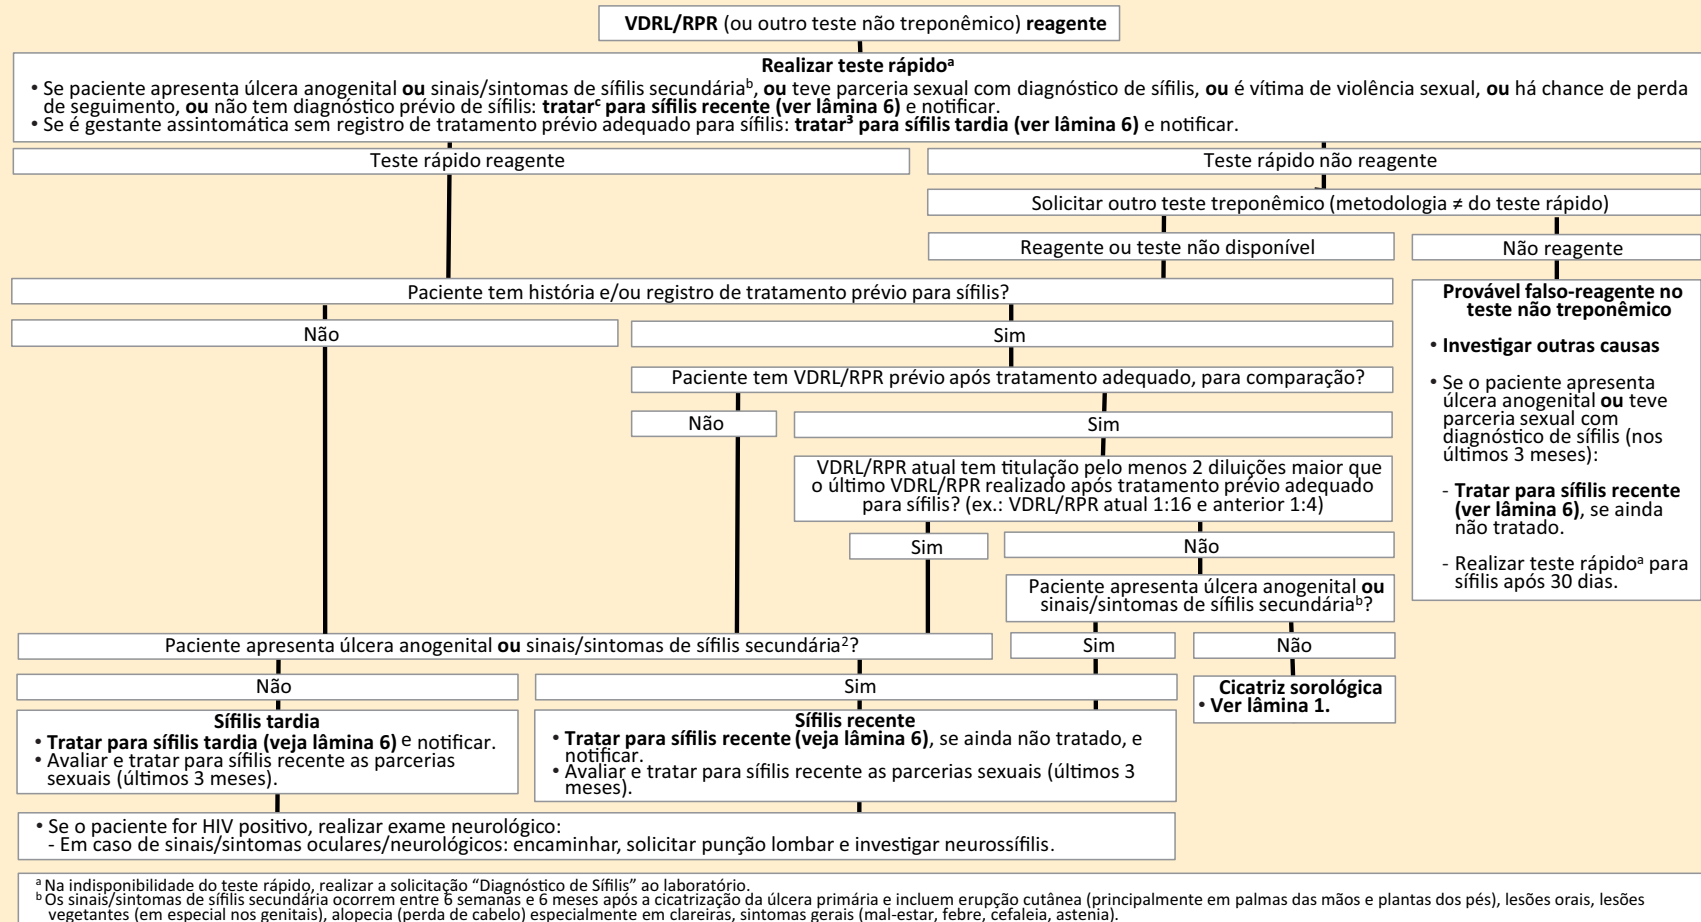 VDRL/RPR (ou outro teste não treponêmico) reagente
Realizar teste rápidoᵃ
• Se paciente apresenta úlcera anogenital ou sinais/sintomas de sífilis secundáriaᵇ, ou teve parceria sexual com diagnóstico de sífilis, ou é vítima de violência sexual, ou há chance de perda
de seguimento, ou não tem diagnóstico prévio de sífilis: tratarᶜ para sífilis recente (ver lâmina 6) e notificar.
• Se é gestante assintomática sem registro de tratamento prévio adequado para sífilis: tratar³ para sífilis tardia (ver lâmina 6) e notificar.
Teste rápido reagente
Teste rápido não reagente
Solicitar outro teste treponêmico (metodologia ≠ do teste rápido)
Reagente ou teste não disponível
Não reagente
Paciente tem história e/ou registro de tratamento prévio para sífilis?
Provável falso-reagente no
teste não treponêmico
• Investigar outras causas
• Se o paciente apresenta
úlcera anogenital ou teve
parceria sexual com
diagnóstico de sífilis (nos
últimos 3 meses):
- Tratar para sífilis recente
(ver lâmina 6), se ainda
não tratado.
- Realizar teste rápidoᵃ para
sífilis após 30 dias.
Não
Sim
Paciente tem VDRL/RPR prévio após tratamento adequado, para comparação?
Não
Sim
VDRL/RPR atual tem titulação pelo menos 2 diluições maior que
o último VDRL/RPR realizado após tratamento prévio adequado
para sífilis? (ex.: VDRL/RPR atual 1:16 e anterior 1:4)
Sim
Não
Paciente apresenta úlcera anogenital ou
sinais/sintomas de sífilis secundáriaᵇ?
Paciente apresenta úlcera anogenital ou sinais/sintomas de sífilis secundária²?
Sim
Não
Não
Sim
Cicatriz sorológica
• Ver lâmina 1.
Sífilis tardia
• Tratar para sífilis tardia (veja lâmina 6) e notificar.
• Avaliar e tratar para sífilis recente as parcerias
sexuais (últimos 3 meses).
Sífilis recente
• Tratar para sífilis recente (veja lâmina 6), se ainda não tratado, e
notificar.
• Avaliar e tratar para sífilis recente as parcerias sexuais (últimos 3
meses).
• Se o paciente for HIV positivo, realizar exame neurológico:
- Em caso de sinais/sintomas oculares/neurológicos: encaminhar, solicitar punção lombar e investigar neurossífilis.
ᵃ Na indisponibilidade do teste rápido, realizar a solicitação “Diagnóstico de Sífilis” ao laboratório.
ᵇ Os sinais/sintomas de sífilis secundária ocorrem entre 6 semanas e 6 meses após a cicatrização da úlcera primária e incluem erupção cutânea (principalmente em palmas das mãos e plantas dos pés), lesões orais, lesões
vegetantes (em especial nos genitais), alopecia (perda de cabelo) especialmente em clareiras, sintomas gerais (mal-estar, febre, cefaleia, astenia).